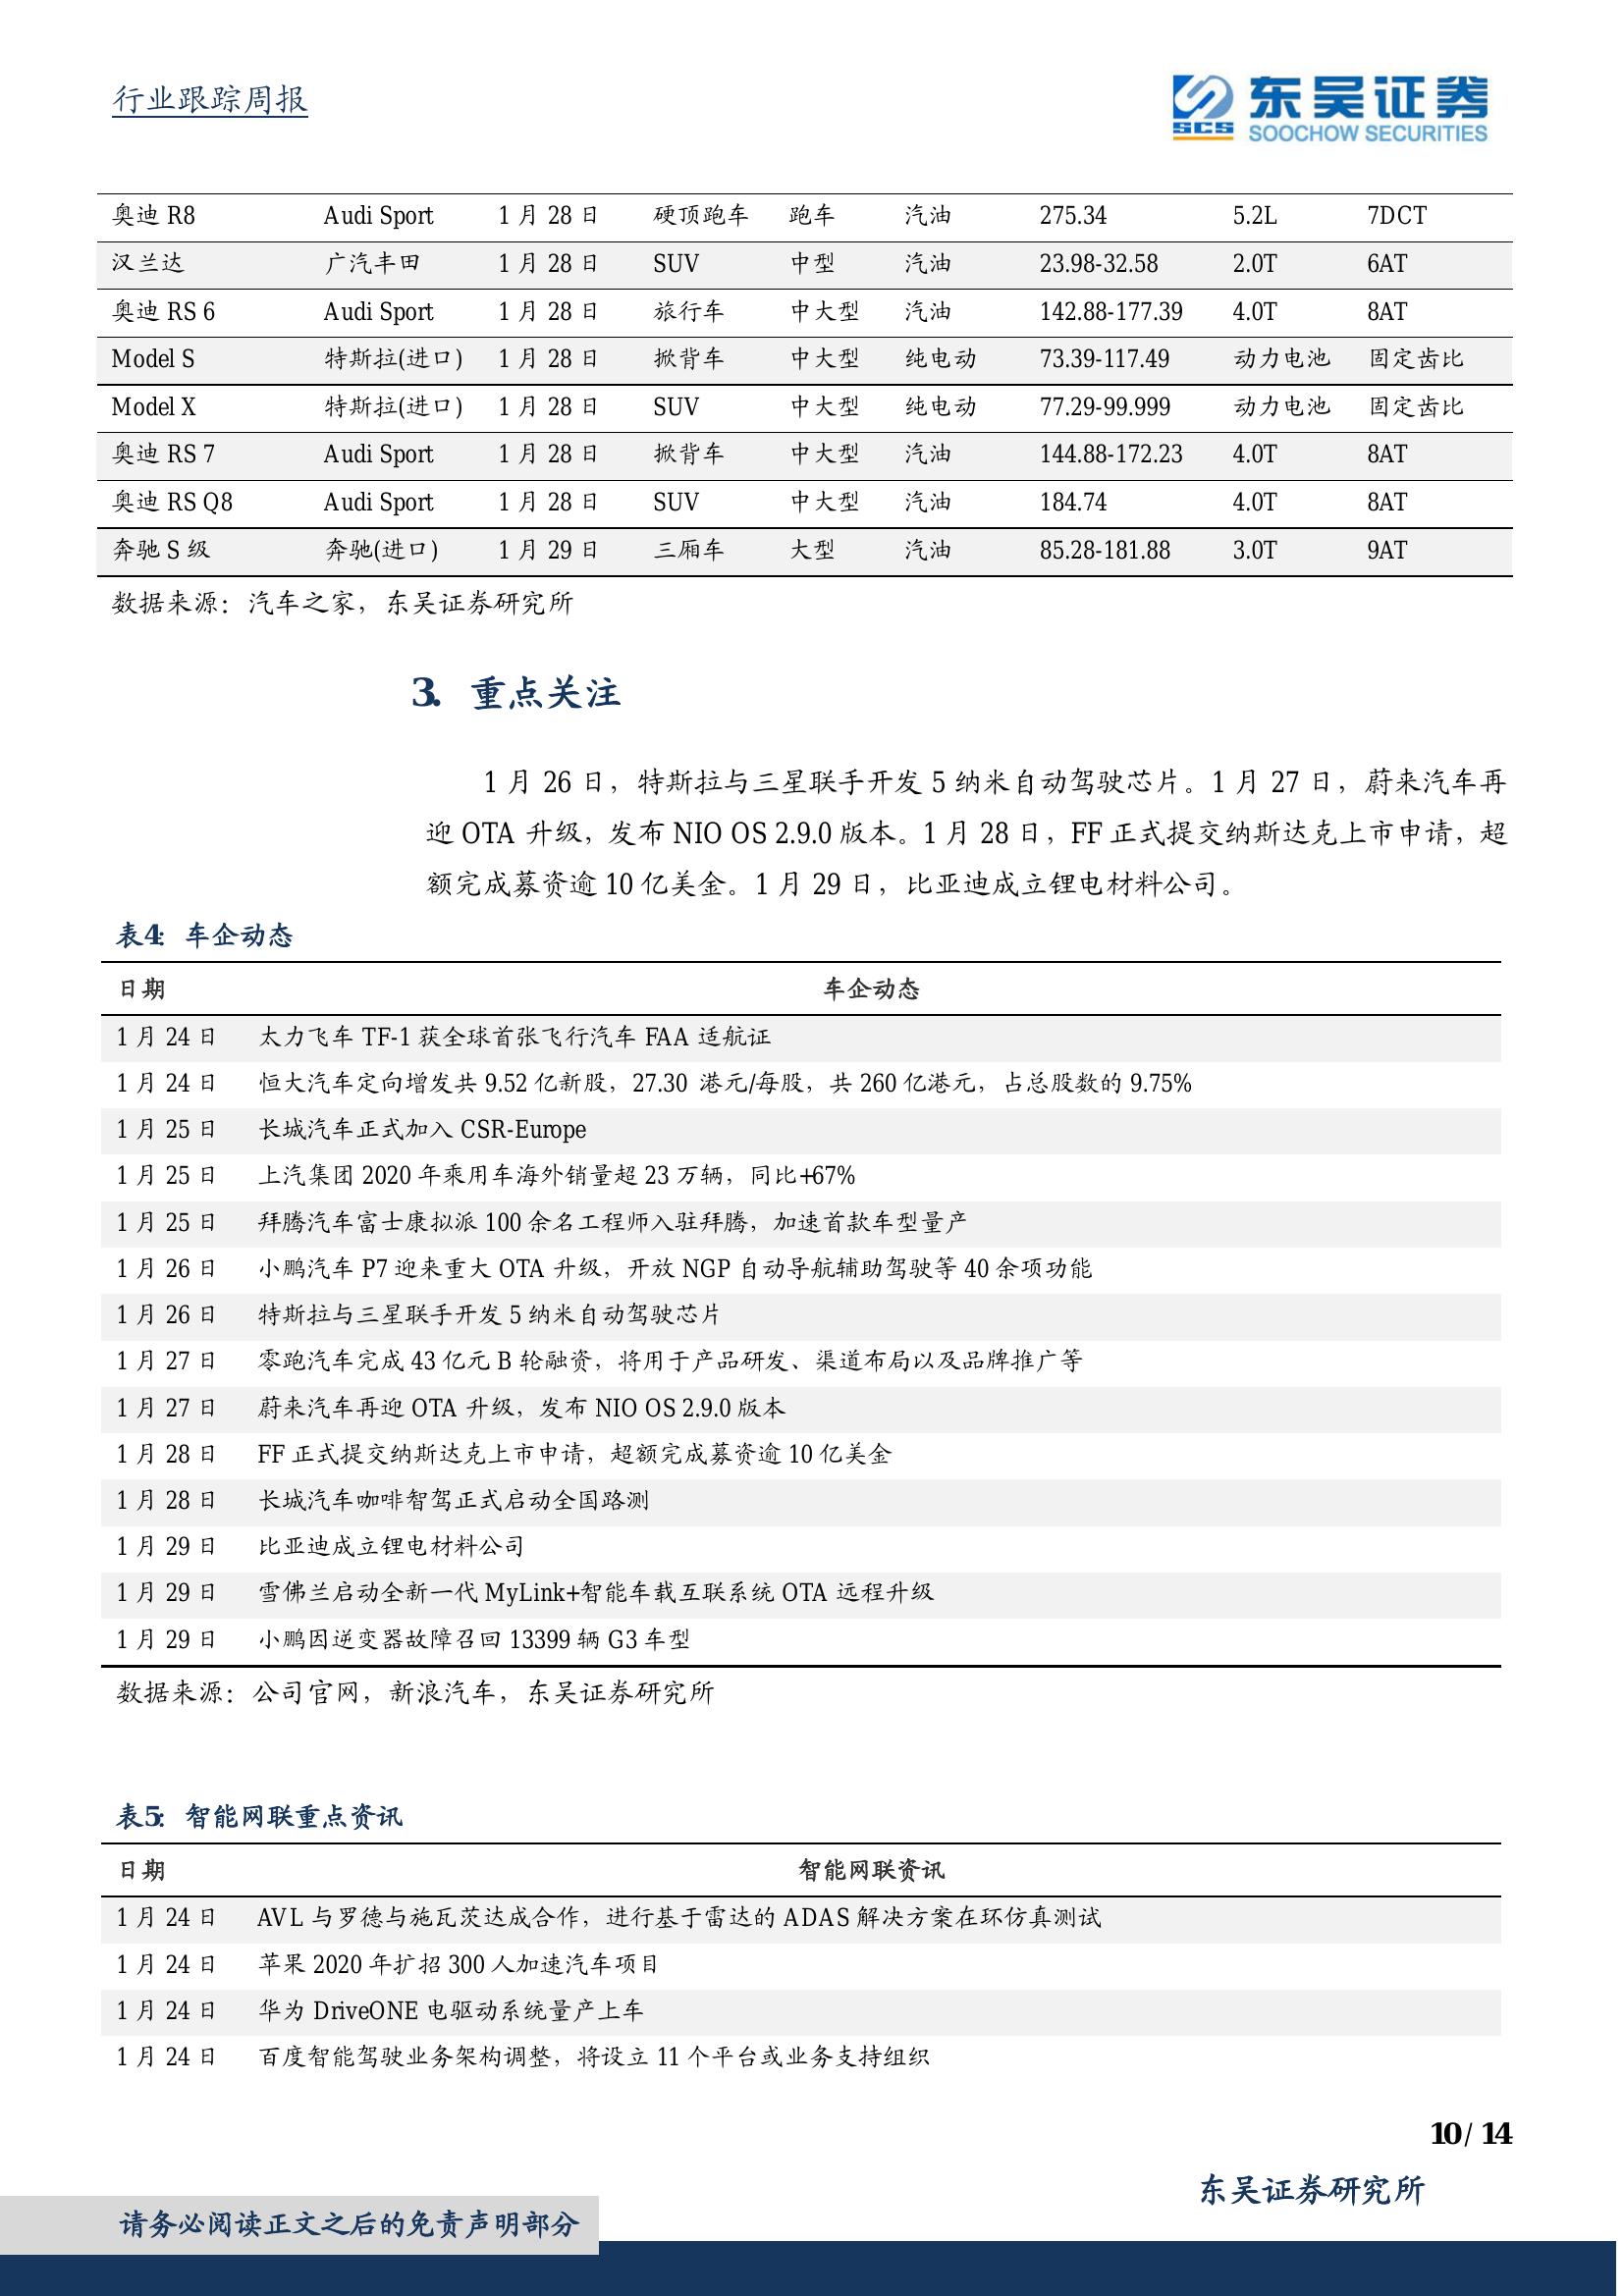 行业跟踪周报
SCS 东吴证券
SOOCHOW SECURITIES
奥迪 R8 Audi Sport 1 月 28 日 硬顶跑车 跑车 汽油 275.34 5.2L 7DCT
汉兰达 广汽丰田 1 月 28 日 SUV 中型 汽油 23.98-32.58 2.0T 6AT
奥迪 RS 6 Audi Sport 1 月 28 日 旅行车 中大型 汽油 142.88-177.39 4.0T 8AT
Model S 特斯拉(进口) 1 月 28 日 掀背车 中大型 纯电动 73.39-117.49 动力电池 固定齿比
Model X 特斯拉(进口) 1 月 28 日 SUV 中大型 纯电动 77.29-99.999 动力电池 固定齿比
奥迪 RS 7 Audi Sport 1 月 28 日 掀背车 中大型 汽油 144.88-172.23 4.0T 8AT
奥迪 RS Q8 Audi Sport 1 月 28 日 SUV 中大型 汽油 184.74 4.0T 8AT
奔驰 S 级 奔驰(进口) 1 月 29 日 三厢车 大型 汽油 85.28-181.88 3.0T 9AT
数据来源：汽车之家，东吴证券研究所
3. 重点关注
1 月 26 日，特斯拉与三星联手开发 5 纳米自动驾驶芯片。1 月 27 日，蔚来汽车再
迎 OTA 升级，发布 NIO OS 2.9.0 版本。1 月 28 日，FF 正式提交纳斯达克上市申请，超
额完成募资逾 10 亿美金。1 月 29 日，比亚迪成立锂电材料公司。
表4：车企动态
日期 车企动态
1 月 24 日 太力飞车 TF-1 获全球首张飞行汽车 FAA 适航证
1 月 24 日 恒大汽车定向增发共 9.52 亿新股，27.30 港元/每股，共 260 亿港元，占总股数的 9.75%
1 月 25 日 长城汽车正式加入 CSR-Europe
1 月 25 日 上汽集团 2020 年乘用车海外销量超 23 万辆，同比+67%
1 月 25 日 拜腾汽车富士康拟派 100 余名工程师入驻拜腾，加速首款车型量产
1 月 26 日 小鹏汽车 P7 迎来重大 OTA 升级，开放 NGP 自动导航辅助驾驶等 40 余项功能
1 月 26 日 特斯拉与三星联手开发 5 纳米自动驾驶芯片
1 月 27 日 零跑汽车完成 43 亿元 B 轮融资，将用于产品研发、渠道布局以及品牌推广等
1 月 27 日 蔚来汽车再迎 OTA 升级，发布 NIO OS 2.9.0 版本
1 月 28 日 FF 正式提交纳斯达克上市申请，超额完成募资逾 10 亿美金
1 月 28 日 长城汽车咖啡智驾正式启动全国路测
1 月 29 日 比亚迪成立锂电材料公司
1 月 29 日 雪佛兰启动全新一代 MyLink+智能车载互联系统 OTA 远程升级
1 月 29 日 小鹏因逆变器故障召回 13399 辆 G3 车型
数据来源：公司官网，新浪汽车，东吴证券研究所
表5：智能网联重点资讯
日期 智能网联资讯
1 月 24 日 AVL 与罗德与施瓦茨达成合作，进行基于雷达的 ADAS 解决方案在环仿真测试
1 月 24 日 苹果 2020 年扩招 300 人加速汽车项目
1 月 24 日 华为 DriveONE 电驱动系统量产上车
1 月 24 日 百度智能驾驶业务架构调整，将设立 11 个平台或业务支持组织
10 / 14
东吴证券研究所
请务必阅读正文之后的免责声明部分